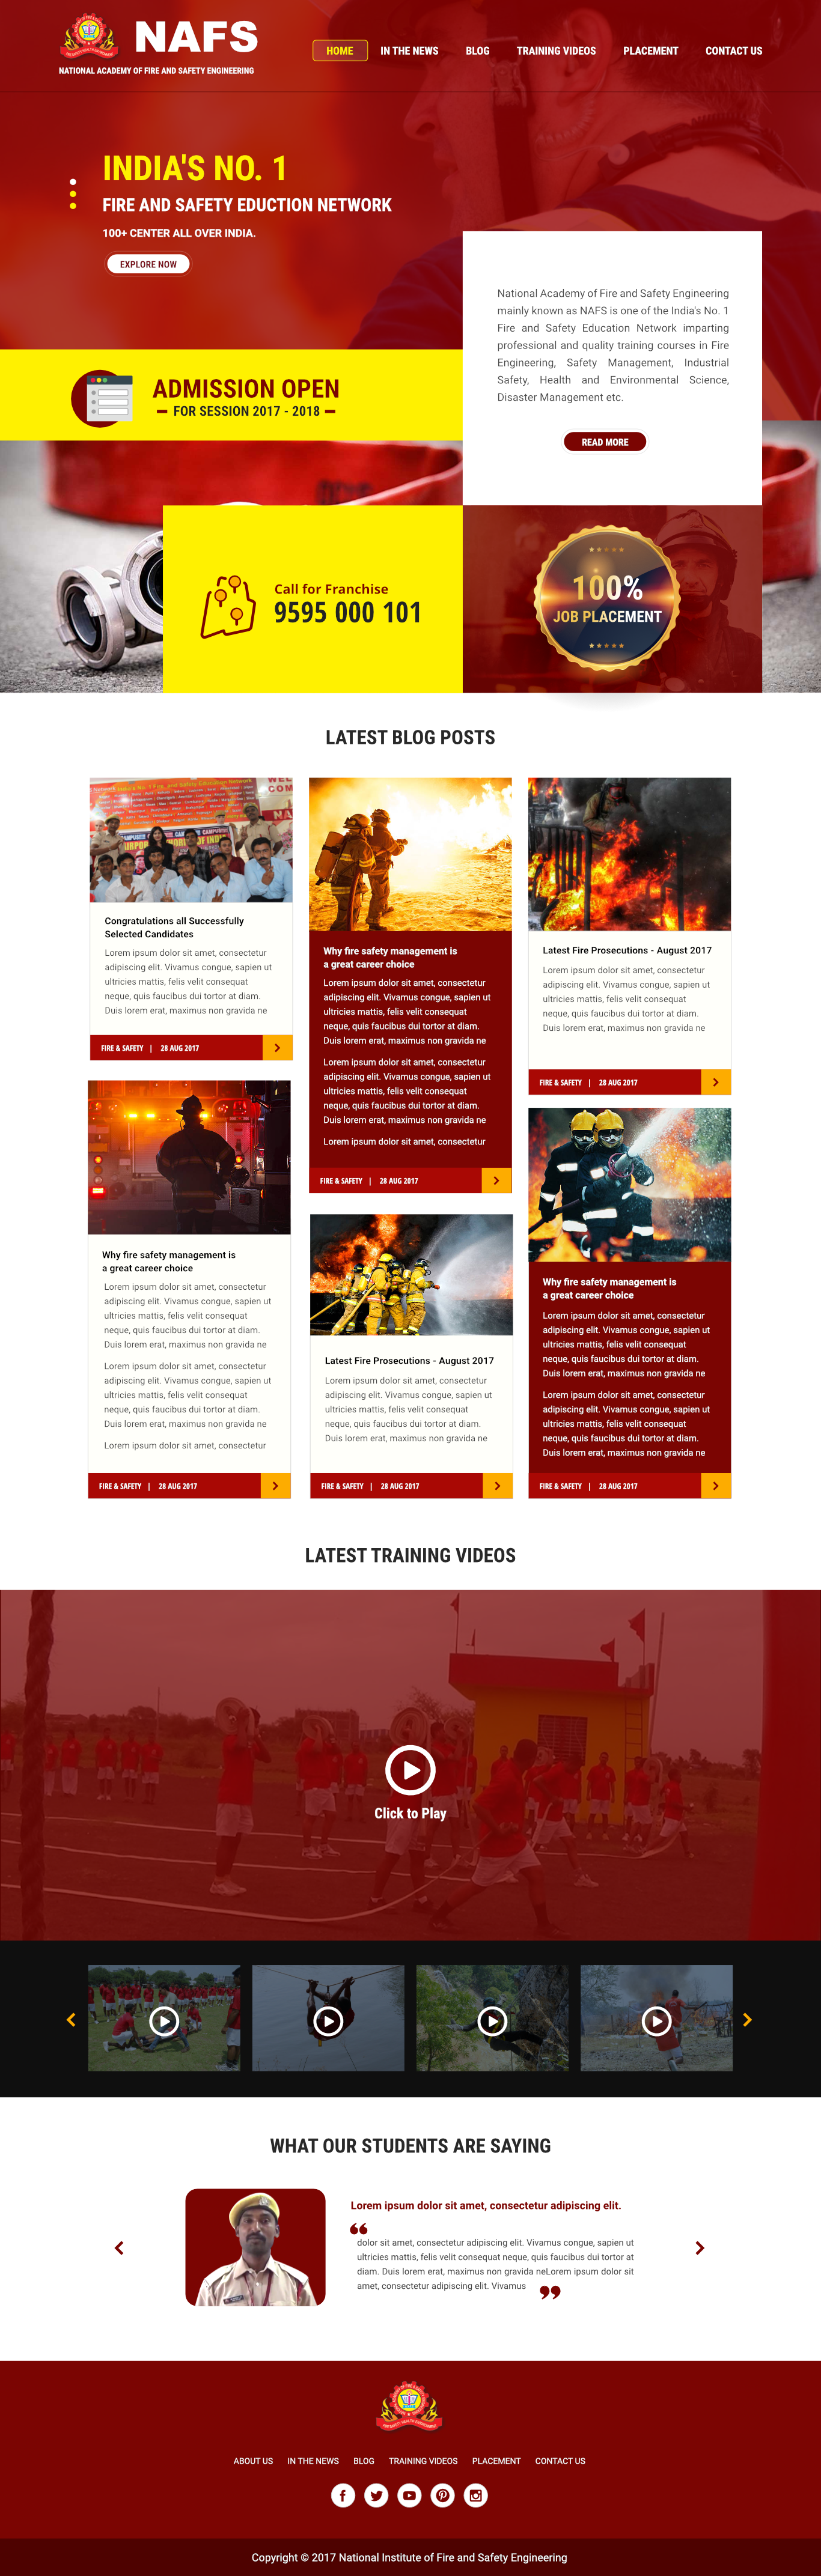 NAFS
NATIONAL ACADEMY OF FIRE AND SAFETY ENGINEERING
HOME
IN THE NEWS
BLOG
TRAINING VIDEOS
PLACEMENT
CONTACT US
INDIA'S NO. 1
FIRE AND SAFETY EDUCTION NETWORK
100+ CENTER ALL OVER INDIA.
EXPLORE NOW
National Academy of Fire and Safety Engineering
mainly known as NAFS is one of the India's No. 1
Fire and Safety Education Network imparting
professional and quality training courses in Fire
Engineering, Safety Management, Industrial
Safety, Health and Environmental Science,
Disaster Management etc.
READ MORE
ADMISSION OPEN
FOR SESSION 2017 - 2018
Call for Franchise
9595 000 101
100%
JOB PLACEMENT
LATEST BLOG POSTS
Congratulations all Successfully
Selected Candidates
Lorem ipsum dolor sit amet, consectetur
adipiscing elit. Vivamus congue, sapien ut
ultricies mattis, felis velit consequat
neque, quis faucibus dui tortor at diam.
Duis lorem erat, maximus non gravida ne
FIRE & SAFETY | 28 AUG 2017
Why fire safety management is
a great career choice
Lorem ipsum dolor sit amet, consectetur
adipiscing elit. Vivamus congue, sapien ut
ultricies mattis, felis velit consequat
neque, quis faucibus dui tortor at diam.
Duis lorem erat, maximus non gravida ne
Lorem ipsum dolor sit amet, consectetur
adipiscing elit. Vivamus congue, sapien ut
ultricies mattis, felis velit consequat
neque, quis faucibus dui tortor at diam.
Duis lorem erat, maximus non gravida ne
Lorem ipsum dolor sit amet, consectetur
FIRE & SAFETY | 28 AUG 2017
Latest Fire Prosecutions - August 2017
Lorem ipsum dolor sit amet, consectetur
adipiscing elit. Vivamus congue, sapien ut
ultricies mattis, felis velit consequat
neque, quis faucibus dui tortor at diam.
Duis lorem erat, maximus non gravida ne
FIRE & SAFETY | 28 AUG 2017
Why fire safety management is
a great career choice
Lorem ipsum dolor sit amet, consectetur
adipiscing elit. Vivamus congue, sapien ut
ultricies mattis, felis velit consequat
neque, quis faucibus dui tortor at diam.
Duis lorem erat, maximus non gravida ne
Lorem ipsum dolor sit amet, consectetur
adipiscing elit. Vivamus congue, sapien ut
ultricies mattis, felis velit consequat
neque, quis faucibus dui tortor at diam.
Duis lorem erat, maximus non gravida ne
Lorem ipsum dolor sit amet, consectetur
FIRE & SAFETY | 28 AUG 2017
Latest Fire Prosecutions - August 2017
Lorem ipsum dolor sit amet, consectetur
adipiscing elit. Vivamus congue, sapien ut
ultricies mattis, felis velit consequat
neque, quis faucibus dui tortor at diam.
Duis lorem erat, maximus non gravida ne
FIRE & SAFETY | 28 AUG 2017
Why fire safety management is
a great career choice
Lorem ipsum dolor sit amet, consectetur
adipiscing elit. Vivamus congue, sapien ut
ultricies mattis, felis velit consequat
neque, quis faucibus dui tortor at diam.
Duis lorem erat, maximus non gravida ne
Lorem ipsum dolor sit amet, consectetur
adipiscing elit. Vivamus congue, sapien ut
ultricies mattis, felis velit consequat
neque, quis faucibus dui tortor at diam.
Duis lorem erat, maximus non gravida ne
FIRE & SAFETY | 28 AUG 2017
LATEST TRAINING VIDEOS
Click to Play
WHAT OUR STUDENTS ARE SAYING
Lorem ipsum dolor sit amet, consectetur adipiscing elit.
“
dolor sit amet, consectetur adipiscing elit. Vivamus congue, sapien ut
ultricies mattis, felis velit consequat neque, quis faucibus dui tortor at
diam. Duis lorem erat, maximus non gravida neLorem ipsum dolor sit
amet, consectetur adipiscing elit. Vivamus ”
ABOUT US
IN THE NEWS
BLOG
TRAINING VIDEOS
PLACEMENT
CONTACT US
Copyright © 2017 National Institute of Fire and Safety Engineering